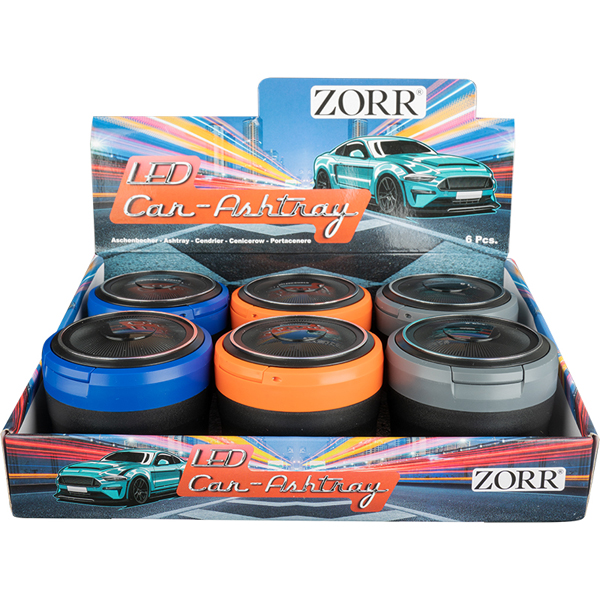 ZORR®
LED
Car-Ashtray
Aschenbecher - Ashtray - Cendrier - Cenicerow - Portacenere
6 Pcs.
LED
Car-Ashtray
ZORR®